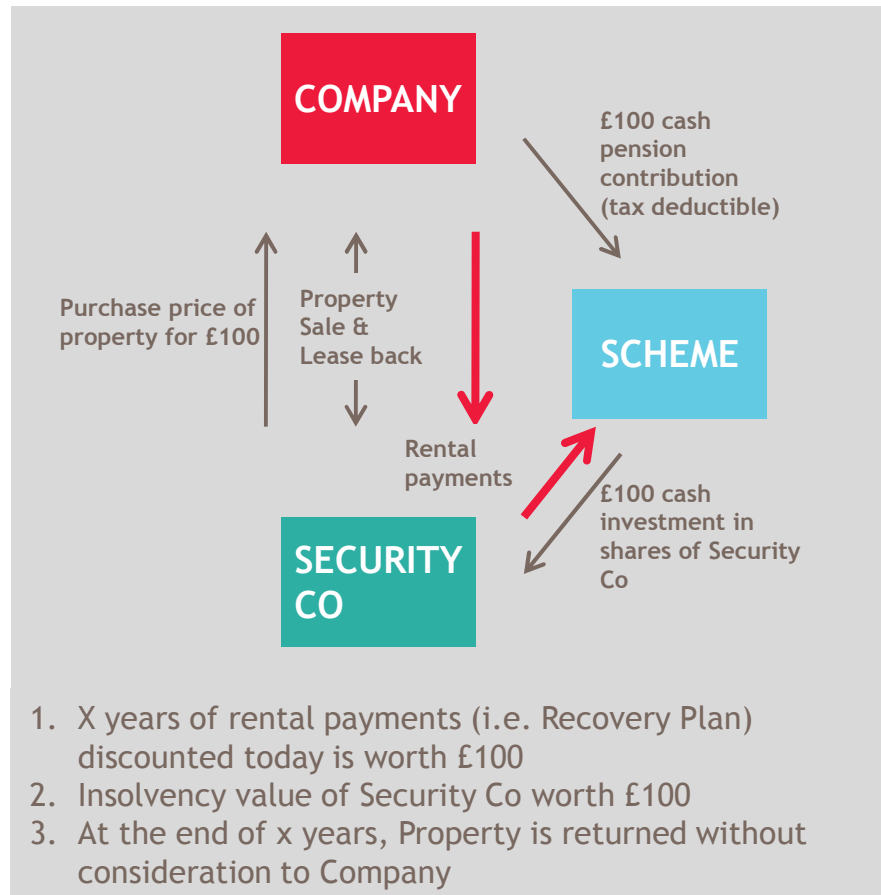 COMPANY
£100 cash
pension
contribution
(tax deductible)
Purchase price of
property for £100
Property
Sale &
Lease back
SCHEME
Rental
payments
£100 cash
investment in
shares of Security
Co
SECURITY
CO
1. X years of rental payments (i.e. Recovery Plan)
discounted today is worth £100
2. Insolvency value of Security Co worth £100
3. At the end of x years, Property is returned without
consideration to Company